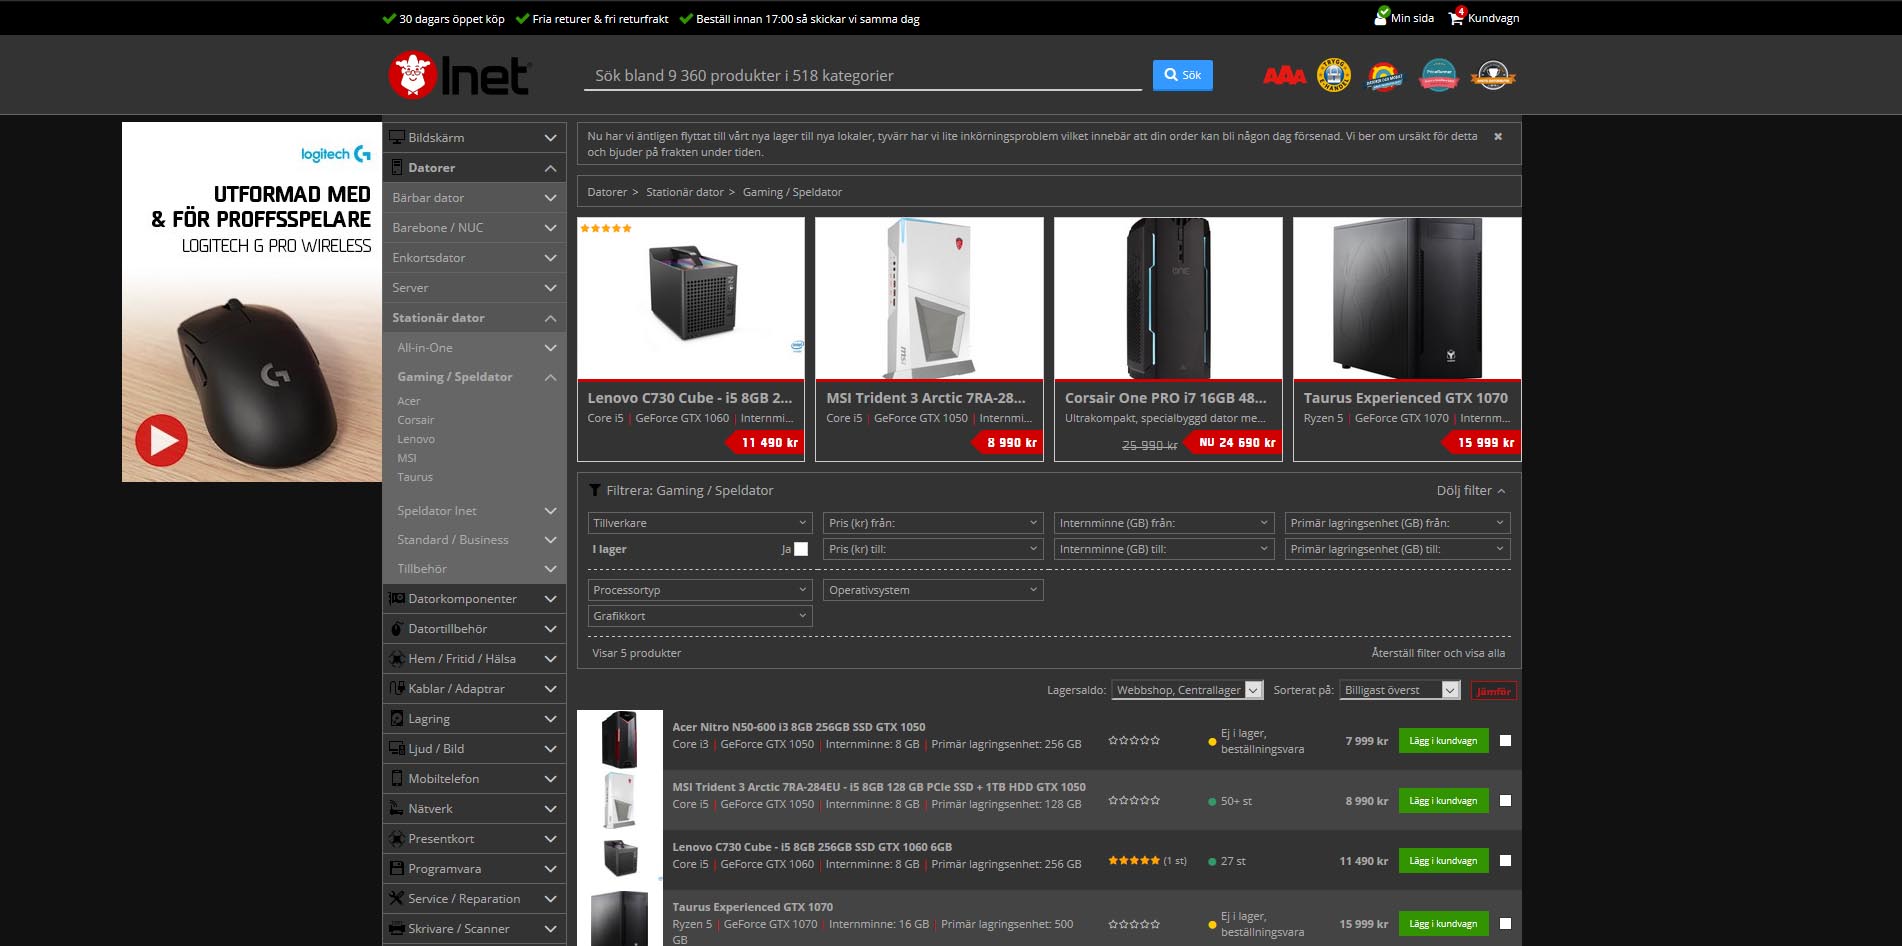 30 dagars öppet köp
Fria returer & fri returfrakt
Beställ innan 17:00 så skickar vi samma dag
Min sida
4
Kundvagn
Inet
Sök bland 9 360 produkter i 518 kategorier
Sök
AAA
logitech G
UTFORMAD MED
& FÖR PROFFSSPELARE
LOGITECH G PRO WIRELESS
Bildskärm
Datorer
Bärbar dator
Barebone / NUC
Enkortsdator
Server
Stationär dator
All-in-One
Gaming / Speldator
Acer
Corsair
Lenovo
MSI
Taurus
Speldator Inet
Standard / Business
Tillbehör
Datorkomponenter
Datortillbehör
Hem / Fritid / Hälsa
Kablar / Adaptrar
Lagring
Ljud / Bild
Mobiltelefon
Nätverk
Presentkort
Programvara
Service / Reparation
Skrivare / Scanner
Nu har vi äntligen flyttat till vårt nya lager till nya lokaler, tyvärr har vi lite inkörningsproblem vilket innebär att din order kan bli någon dag försenad. Vi ber om ursäkt för detta
och bjuder på frakten under tiden.
Datorer > Stationär dator > Gaming / Speldator
Lenovo C730 Cube - i5 8GB 2...
Core i5 | GeForce GTX 1060 | Internmi...
11 490 kr
MSI Trident 3 Arctic 7RA-28...
Core i5 | GeForce GTX 1050 | Internmi...
8 990 kr
Corsair One PRO i7 16GB 48...
Ultrakompakt, specialbyggd dator me...
25 990 kr
NU 24 690 kr
Taurus Experienced GTX 1070
Ryzen 5 | GeForce GTX 1070 | Internm...
15 999 kr
Filtrera: Gaming / Speldator
Dölj filter
Tillverkare
Pris (kr) från:
Internminne (GB) från:
Primär lagringsenhet (GB) från:
I lager
Ja
Pris (kr) till:
Internminne (GB) till:
Primär lagringsenhet (GB) till:
Processortyp
Operativsystem
Grafikkort
Visar 5 produkter
Återställ filter och visa alla
Lagersaldo:
Webbshop, Centrallager
Sorterat på:
Billigast överst
Jämför
Acer Nitro N50-600 i3 8GB 256GB SSD GTX 1050
Core i3 | GeForce GTX 1050 | Internminne: 8 GB | Primär lagringsenhet: 256 GB
Ej i lager,
beställningsvara
7 999 kr
Lägg i kundvagn
MSI Trident 3 Arctic 7RA-284EU - i5 8GB 128 GB PCIe SSD + 1TB HDD GTX 1050
Core i5 | GeForce GTX 1050 | Internminne: 8 GB | Primär lagringsenhet: 128 GB
50+ st
8 990 kr
Lägg i kundvagn
Lenovo C730 Cube - i5 8GB 256GB SSD GTX 1060 6GB
Core i5 | GeForce GTX 1060 | Internminne: 8 GB | Primär lagringsenhet: 256 GB
(1 st)
27 st
11 490 kr
Lägg i kundvagn
Taurus Experienced GTX 1070
Ryzen 5 | GeForce GTX 1070 | Internminne: 16 GB | Primär lagringsenhet: 500
GB
Ej i lager,
beställningsvara
15 999 kr
Lägg i kundvagn